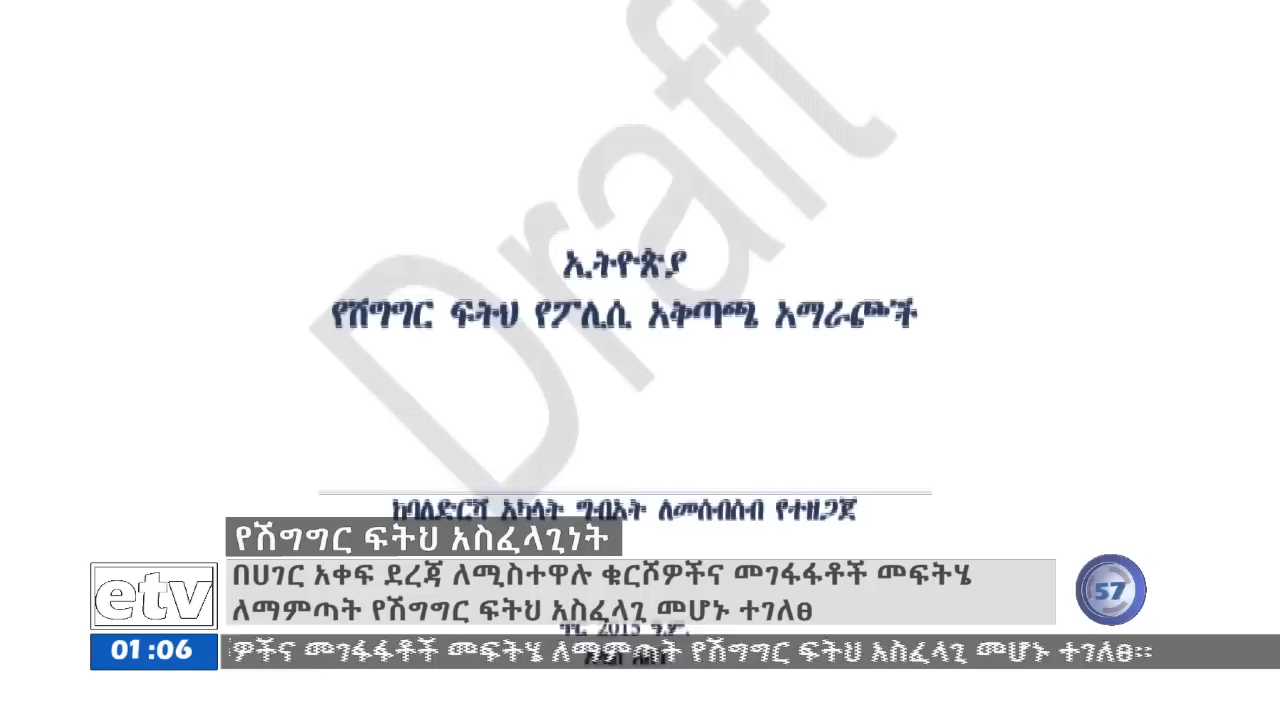 Draft
ኢትዮጵያ
የሽግግር ፍትህ የፖሊሲ አቅጣጫ አማራጮች
ከባለድርሻ አካላት ግብአት ለመሰብሰብ የተዘጋጀ
የሽግግር ፍትህ አስፈላጊነት
በሀገር አቀፍ ደረጃ ለሚስተዋሉ ቁርሾዎችና መገፋፋቶች መፍትሄ
ለማምጣት የሽግግር ፍትህ አስፈላጊ መሆኑ ተገለፀ
etv
57
2015 ዓ.ም.
01:06
ዎችና መገፋፋቶች መፍትሄ ለማምጣት የሽግግር ፍትህ አስፈላጊ መሆኑ ተገለፀ።